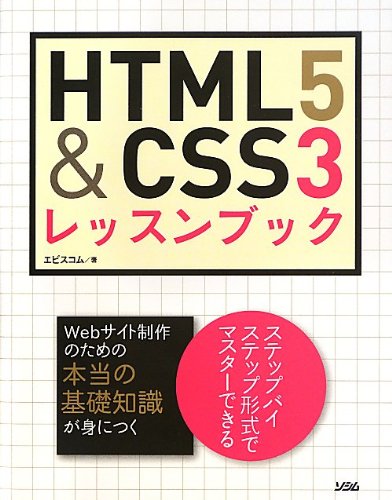 HTML5
&CSS3
レッスンブック
エビスコム/著
Webサイト制作
のための
本当の
基礎知識
が身につく
ステップバイ
ステップ形式で
マスターできる
ソシム